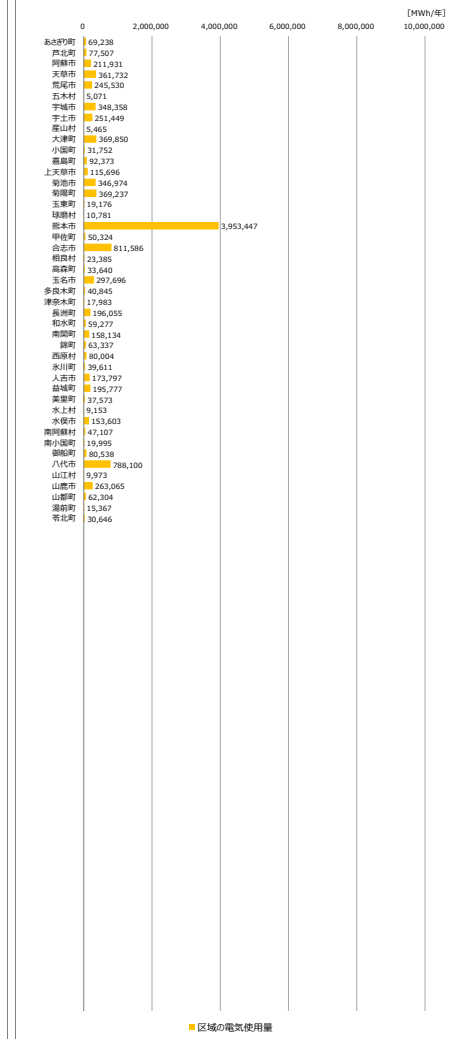 [MWh/年]
0 2,000,000 4,000,000 6,000,000 8,000,000 10,000,000
あさぎり町 69,238
芦北町 77,507
阿蘇市 211,931
天草市 361,732
荒尾市 245,530
五木村 5,071
宇城市 348,358
宇土市 251,449
産山村 5,465
大津町 369,850
小国町 31,752
嘉島町 92,373
上天草市 115,696
菊池市 346,974
菊陽町 369,237
玉東町 19,176
球磨村 10,781
熊本市 3,953,447
甲佐町 50,324
合志市 811,586
相良村 23,385
高森町 33,640
玉名市 297,696
多良木町 40,845
津奈木町 17,983
長洲町 196,055
和水町 59,277
南関町 158,134
錦町 63,337
西原村 80,004
氷川町 39,611
人吉市 173,797
益城町 195,777
美里町 37,573
水上村 9,153
水俣市 153,603
南阿蘇村 47,107
南小国町 19,995
御船町 80,538
八代市 788,100
山江村 9,973
山鹿市 263,065
山都町 62,304
湯前町 15,367
苓北町 30,646
区域の電気使用量